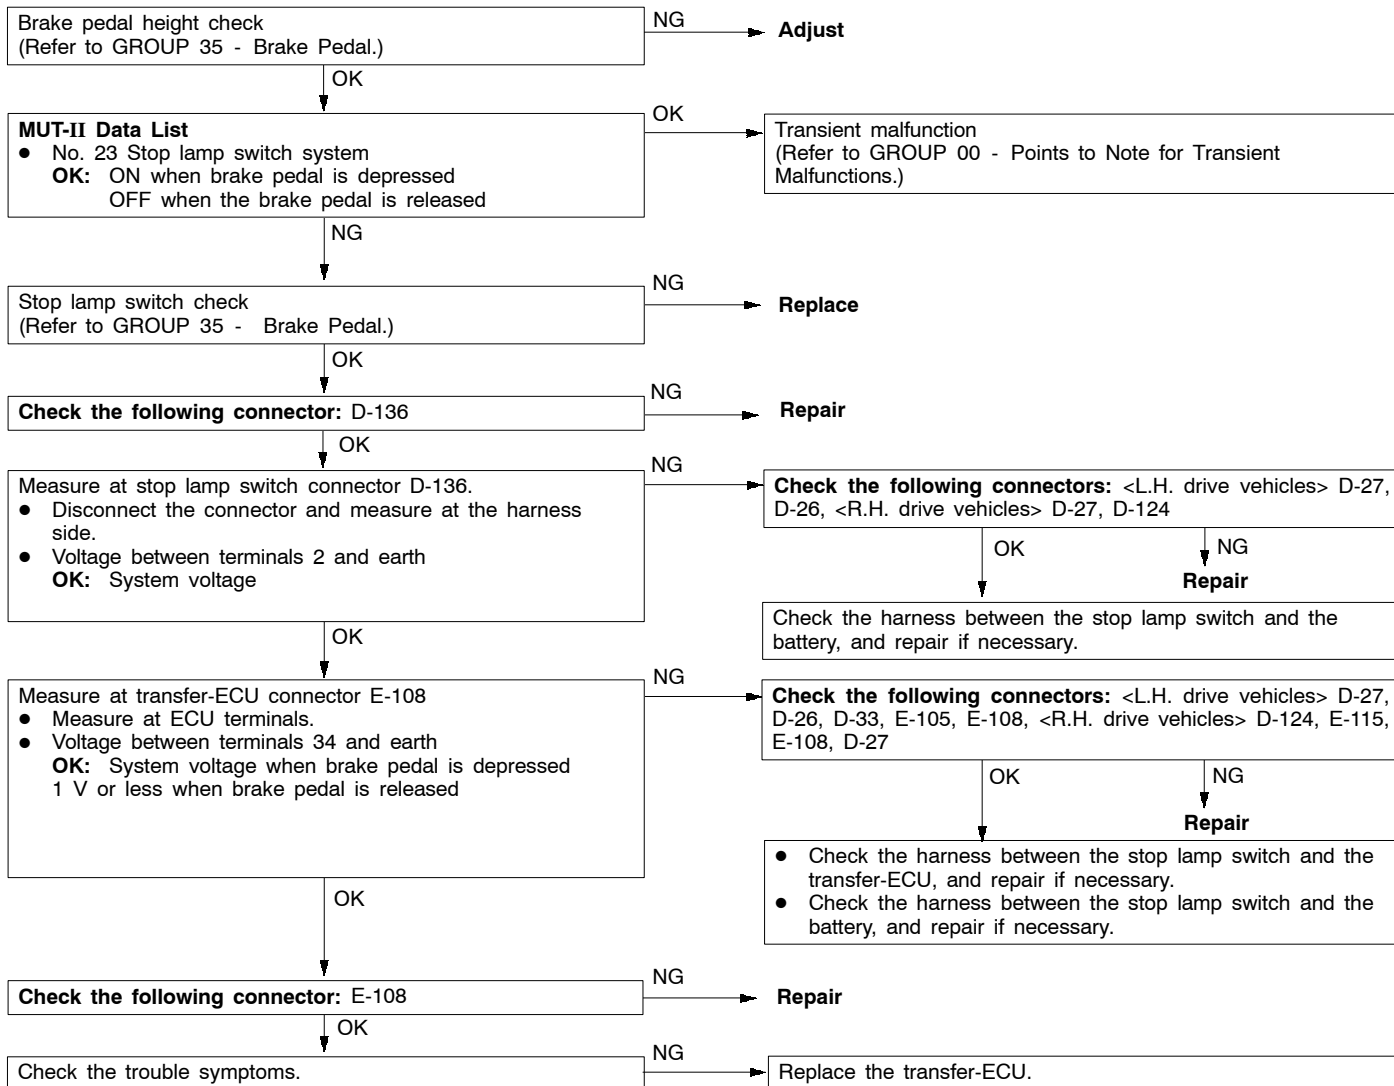 Brake pedal height check
(Refer to GROUP 35 - Brake Pedal.)
NG
Adjust
OK
MUT-II Data List
● No. 23 Stop lamp switch system
OK: ON when brake pedal is depressed
OFF when the brake pedal is released
OK
Transient malfunction
(Refer to GROUP 00 - Points to Note for Transient
Malfunctions.)
NG
Stop lamp switch check
(Refer to GROUP 35 - Brake Pedal.)
NG
Replace
OK
Check the following connector: D-136
NG
Repair
OK
Measure at stop lamp switch connector D-136.
● Disconnect the connector and measure at the harness
side.
● Voltage between terminals 2 and earth
OK: System voltage
NG
Check the following connectors: <L.H. drive vehicles> D-27,
D-26, <R.H. drive vehicles> D-27, D-124
OK
NG
Repair
Check the harness between the stop lamp switch and the
battery, and repair if necessary.
OK
Measure at transfer-ECU connector E-108
● Measure at ECU terminals.
● Voltage between terminals 34 and earth
OK: System voltage when brake pedal is depressed
1 V or less when brake pedal is released
NG
Check the following connectors: <L.H. drive vehicles> D-27,
D-26, D-33, E-105, E-108, <R.H. drive vehicles> D-124, E-115,
E-108, D-27
OK
NG
Repair
● Check the harness between the stop lamp switch and the
transfer-ECU, and repair if necessary.
● Check the harness between the stop lamp switch and the
battery, and repair if necessary.
OK
Check the following connector: E-108
NG
Repair
OK
Check the trouble symptoms.
NG
Replace the transfer-ECU.